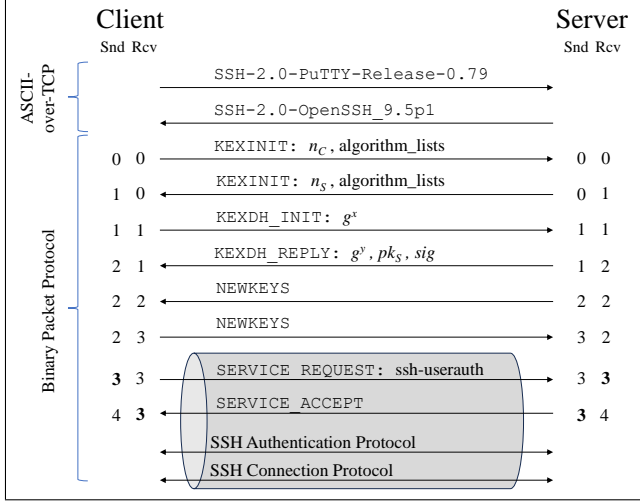 Client Server
Snd Rcv Snd Rcv
ASCII-
over-TCP
SSH-2.0-PuTTY-Release-0.79
SSH-2.0-OpenSSH_9.5p1
Binary Packet Protocol
0 0 KEXINIT: n_C, algorithm_lists 0 0
1 0 KEXINIT: n_S, algorithm_lists 0 1
1 1 KEXDH_INIT: g^x 1 1
2 1 KEXDH_REPLY: g^y, pk_S, sig 1 2
2 2 NEWKEYS 2 2
2 3 NEWKEYS 3 2
3 3 SERVICE_REQUEST: ssh-userauth 3 3
4 3 SERVICE_ACCEPT 3 4
SSH Authentication Protocol
SSH Connection Protocol